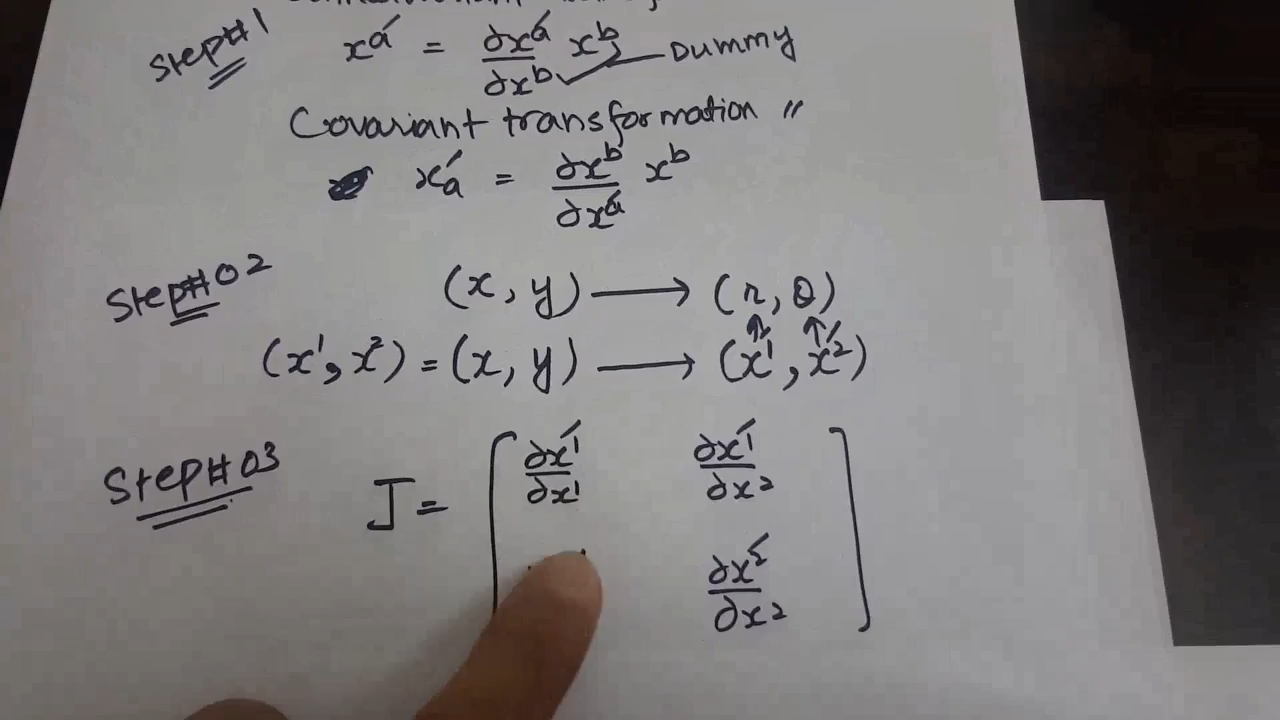 Step#1 x^á = ∂x^á/∂x^b x^b — Dummy
Covariant transformation "
x́_a = ∂x^b/∂x^á x^b
Step#02 (x, y) → (r, θ)
(x¹, x²) = (x, y) → (x́¹, x́²)
Step#03 J = [ ∂x́¹/∂x¹ ∂x́¹/∂x²
∂x́²/∂x² ]